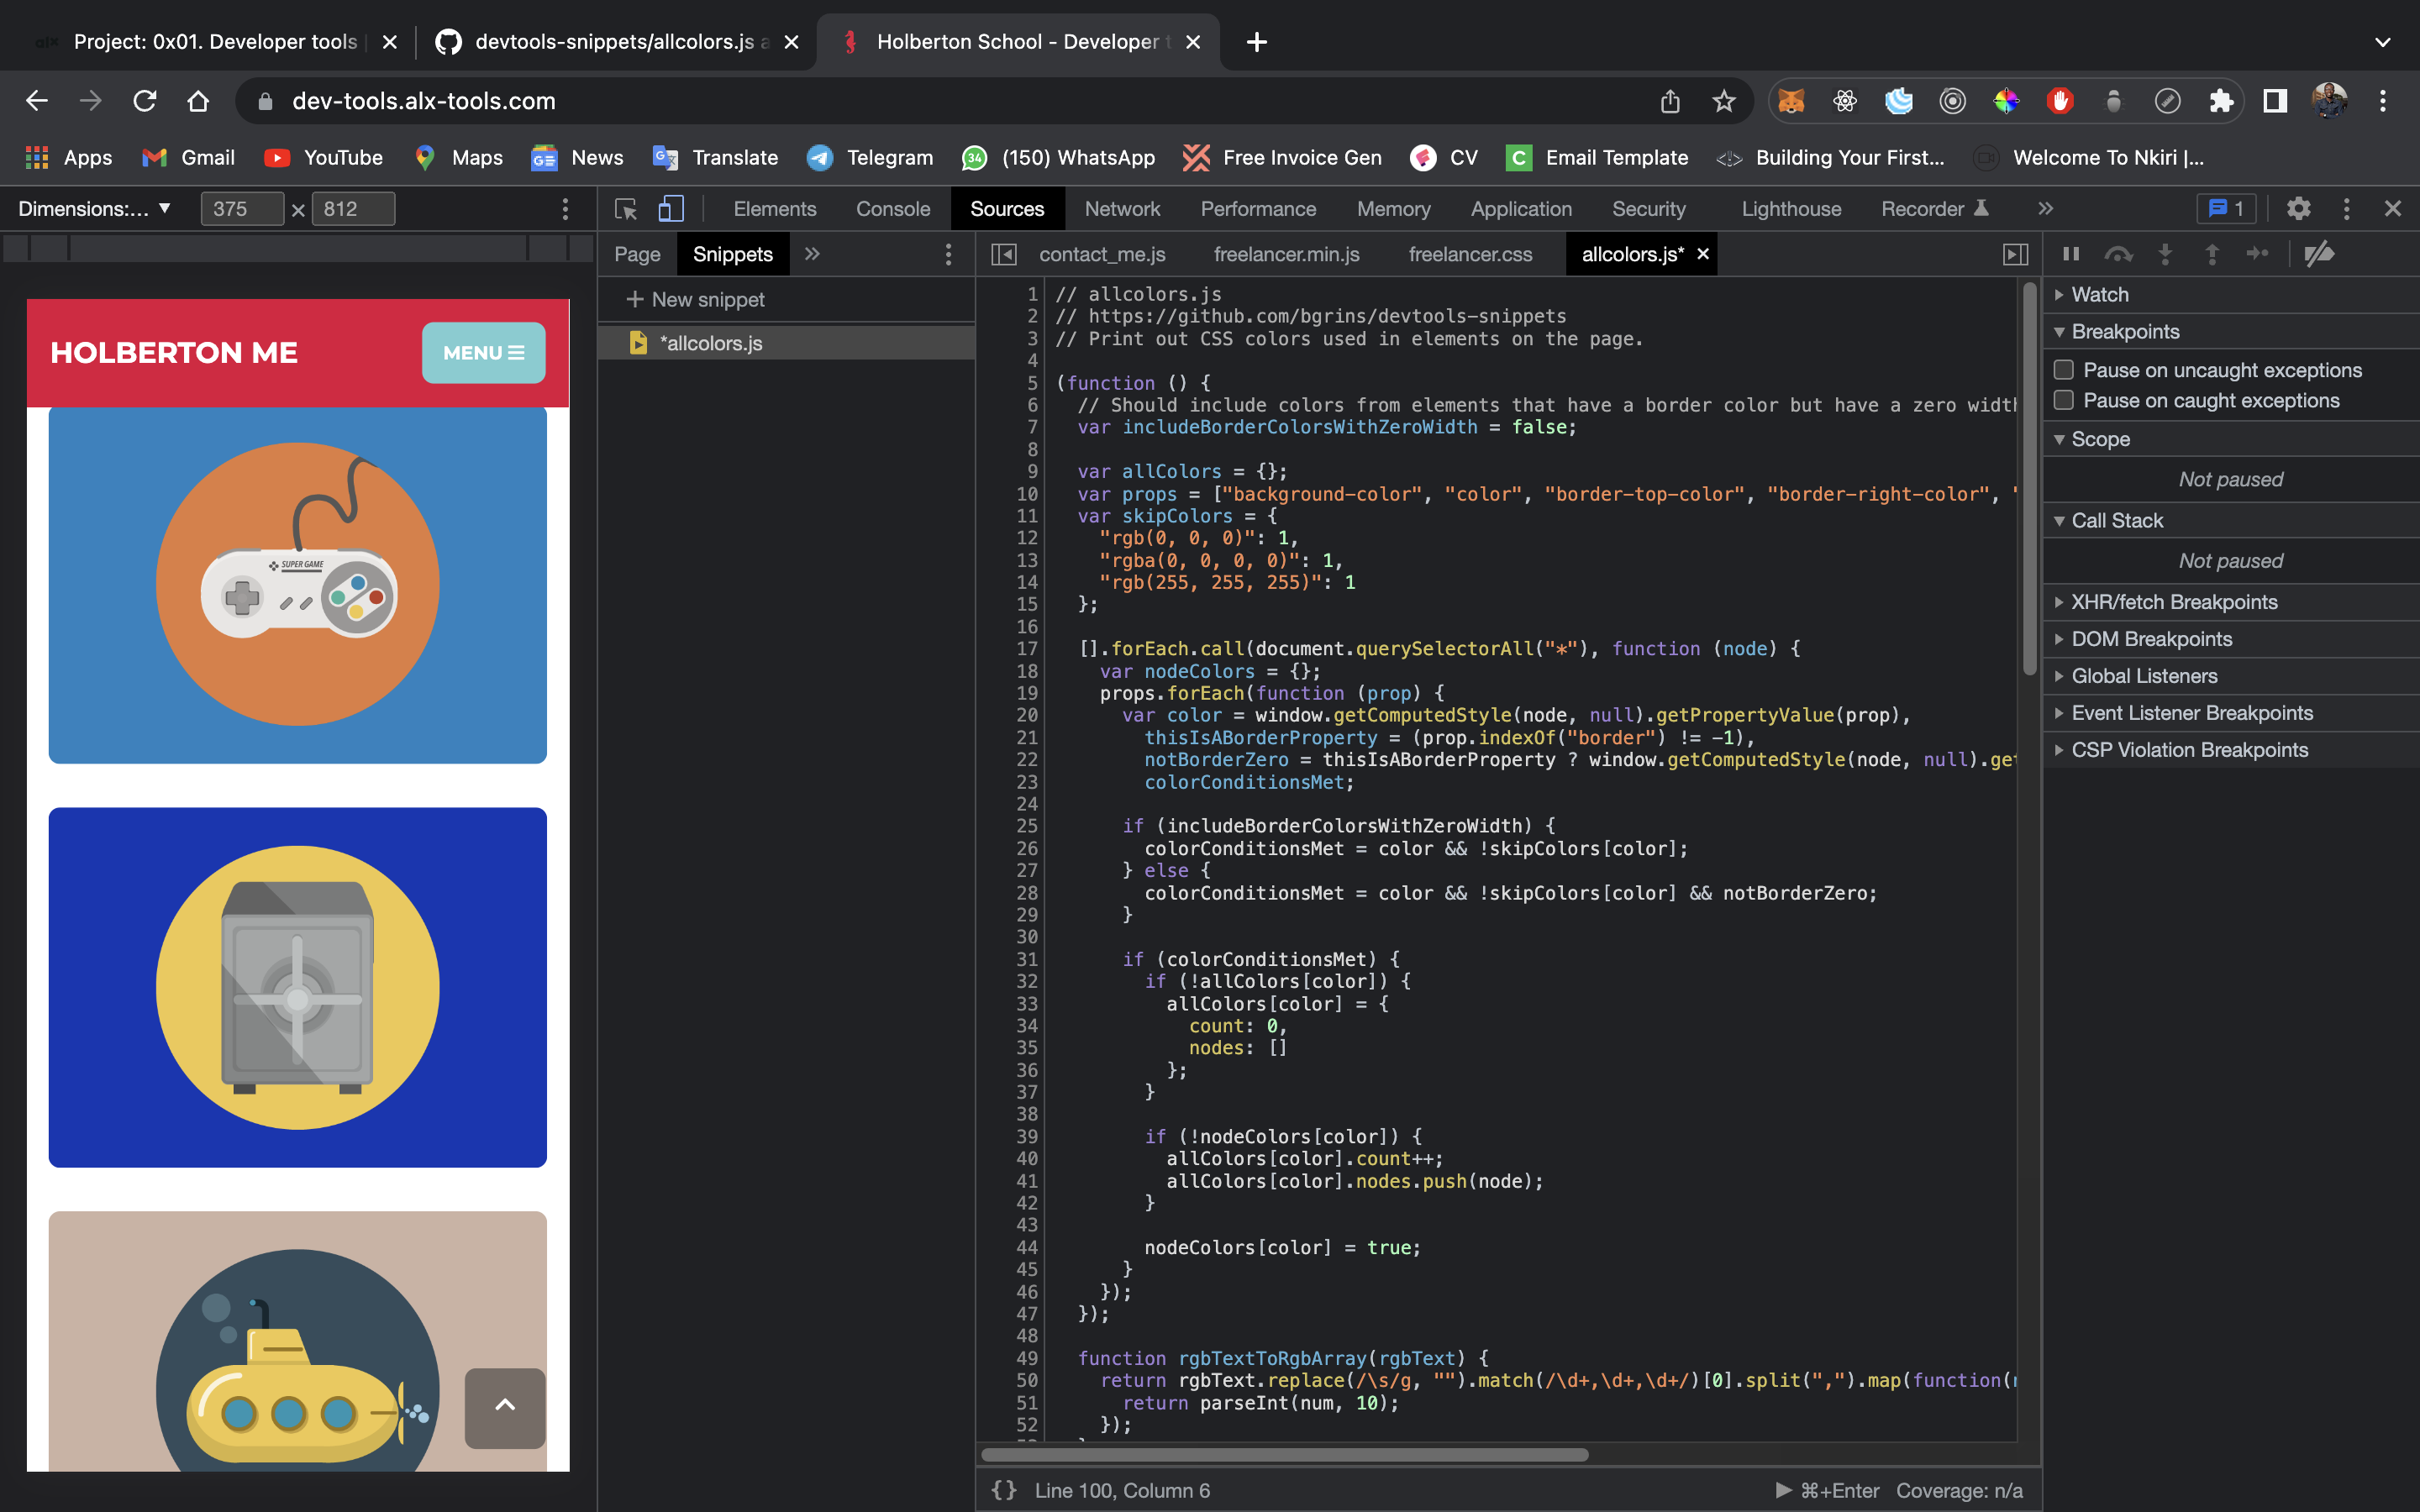 Project: 0x01. Developer tools
devtools-snippets/allcolors.js a
Holberton School - Developer t
dev-tools.alx-tools.com
Apps
Gmail
YouTube
Maps
News
Translate
Telegram
34
(150) WhatsApp
Free Invoice Gen
CV
Email Template
Building Your First...
Welcome To Nkiri |...
Dimensions:... ▼
375 × 812
Elements
Console
Sources
Network
Performance
Memory
Application
Security
Lighthouse
Recorder
1
Page
Snippets
contact_me.js
freelancer.min.js
freelancer.css
allcolors.js*
+ New snippet
*allcolors.js
HOLBERTON ME
MENU
SUPER GAME
1 // allcolors.js
2 // https://github.com/bgrins/devtools-snippets
3 // Print out CSS colors used in elements on the page.
4
5 (function () {
6 // Should include colors from elements that have a border color but have a zero width
7 var includeBorderColorsWithZeroWidth = false;
8
9 var allColors = {};
10 var props = ["background-color", "color", "border-top-color", "border-right-color", "
11 var skipColors = {
12 "rgb(0, 0, 0)": 1,
13 "rgba(0, 0, 0, 0)": 1,
14 "rgb(255, 255, 255)": 1
15 };
16
17 [].forEach.call(document.querySelectorAll("*"), function (node) {
18 var nodeColors = {};
19 props.forEach(function (prop) {
20 var color = window.getComputedStyle(node, null).getPropertyValue(prop),
21 thisIsABorderProperty = (prop.indexOf("border") != -1),
22 notBorderZero = thisIsABorderProperty ? window.getComputedStyle(node, null).get
23 colorConditionsMet;
24
25 if (includeBorderColorsWithZeroWidth) {
26 colorConditionsMet = color && !skipColors[color];
27 } else {
28 colorConditionsMet = color && !skipColors[color] && notBorderZero;
29 }
30
31 if (colorConditionsMet) {
32 if (!allColors[color]) {
33 allColors[color] = {
34 count: 0,
35 nodes: []
36 };
37 }
38
39 if (!nodeColors[color]) {
40 allColors[color].count++;
41 allColors[color].nodes.push(node);
42 }
43
44 nodeColors[color] = true;
45 }
46 });
47 });
48
49 function rgbTextToRgbArray(rgbText) {
50 return rgbText.replace(/\s/g, "").match(/\d+,\d+,\d+/)[0].split(",").map(function(
51 return parseInt(num, 10);
52 });
{} Line 100, Column 6
⌘+Enter
Coverage: n/a
Watch
Breakpoints
Pause on uncaught exceptions
Pause on caught exceptions
Scope
Not paused
Call Stack
Not paused
XHR/fetch Breakpoints
DOM Breakpoints
Global Listeners
Event Listener Breakpoints
CSP Violation Breakpoints